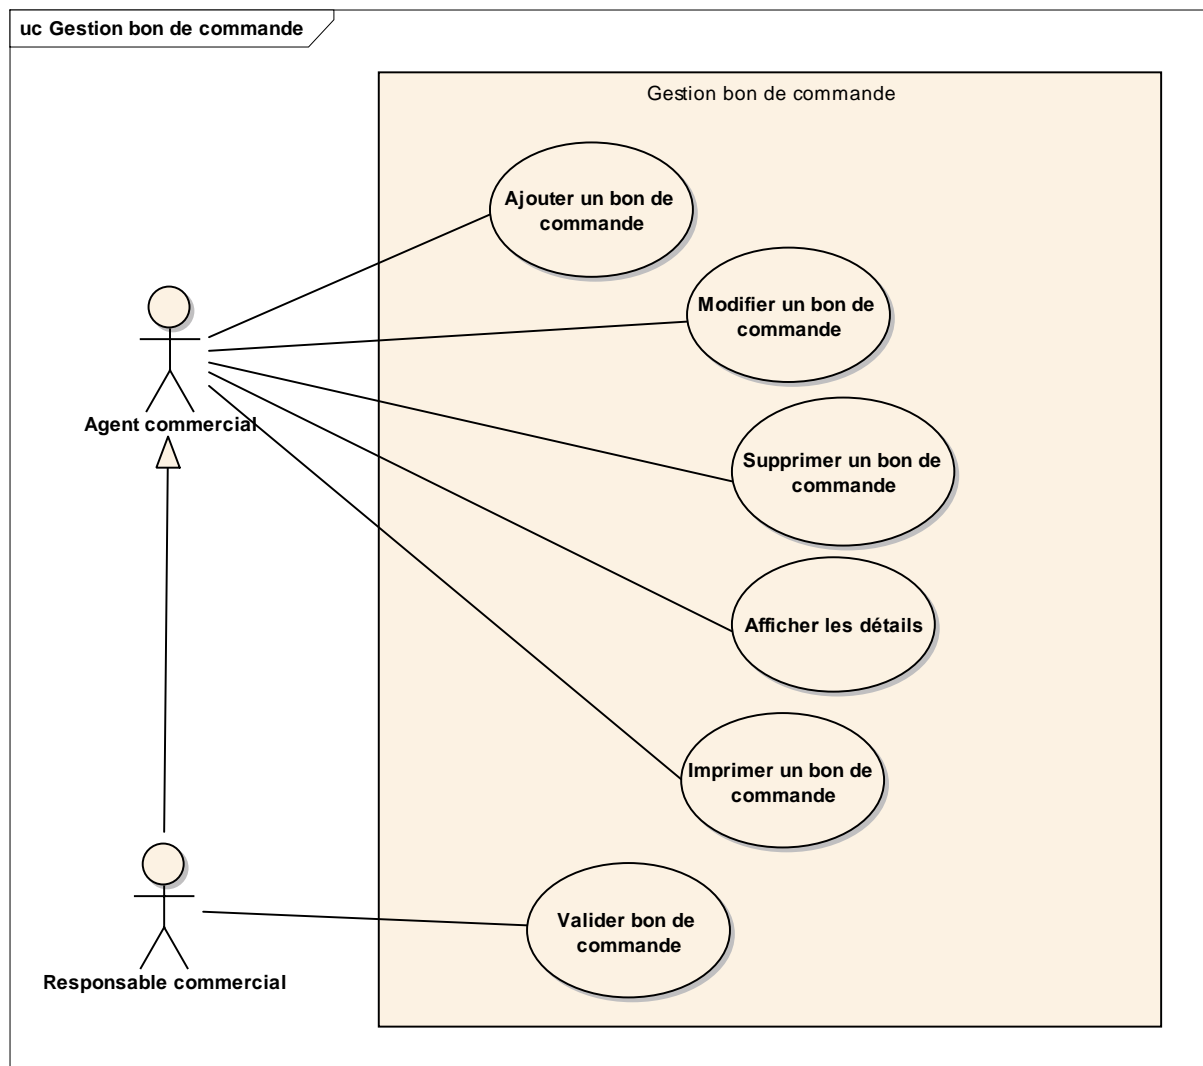 uc Gestion bon de commande
Gestion bon de commande
Ajouter un bon de
commande
Modifier un bon de
commande
Agent commercial
Supprimer un bon de
commande
Afficher les détails
Imprimer un bon de
commande
Valider bon de
commande
Responsable commercial